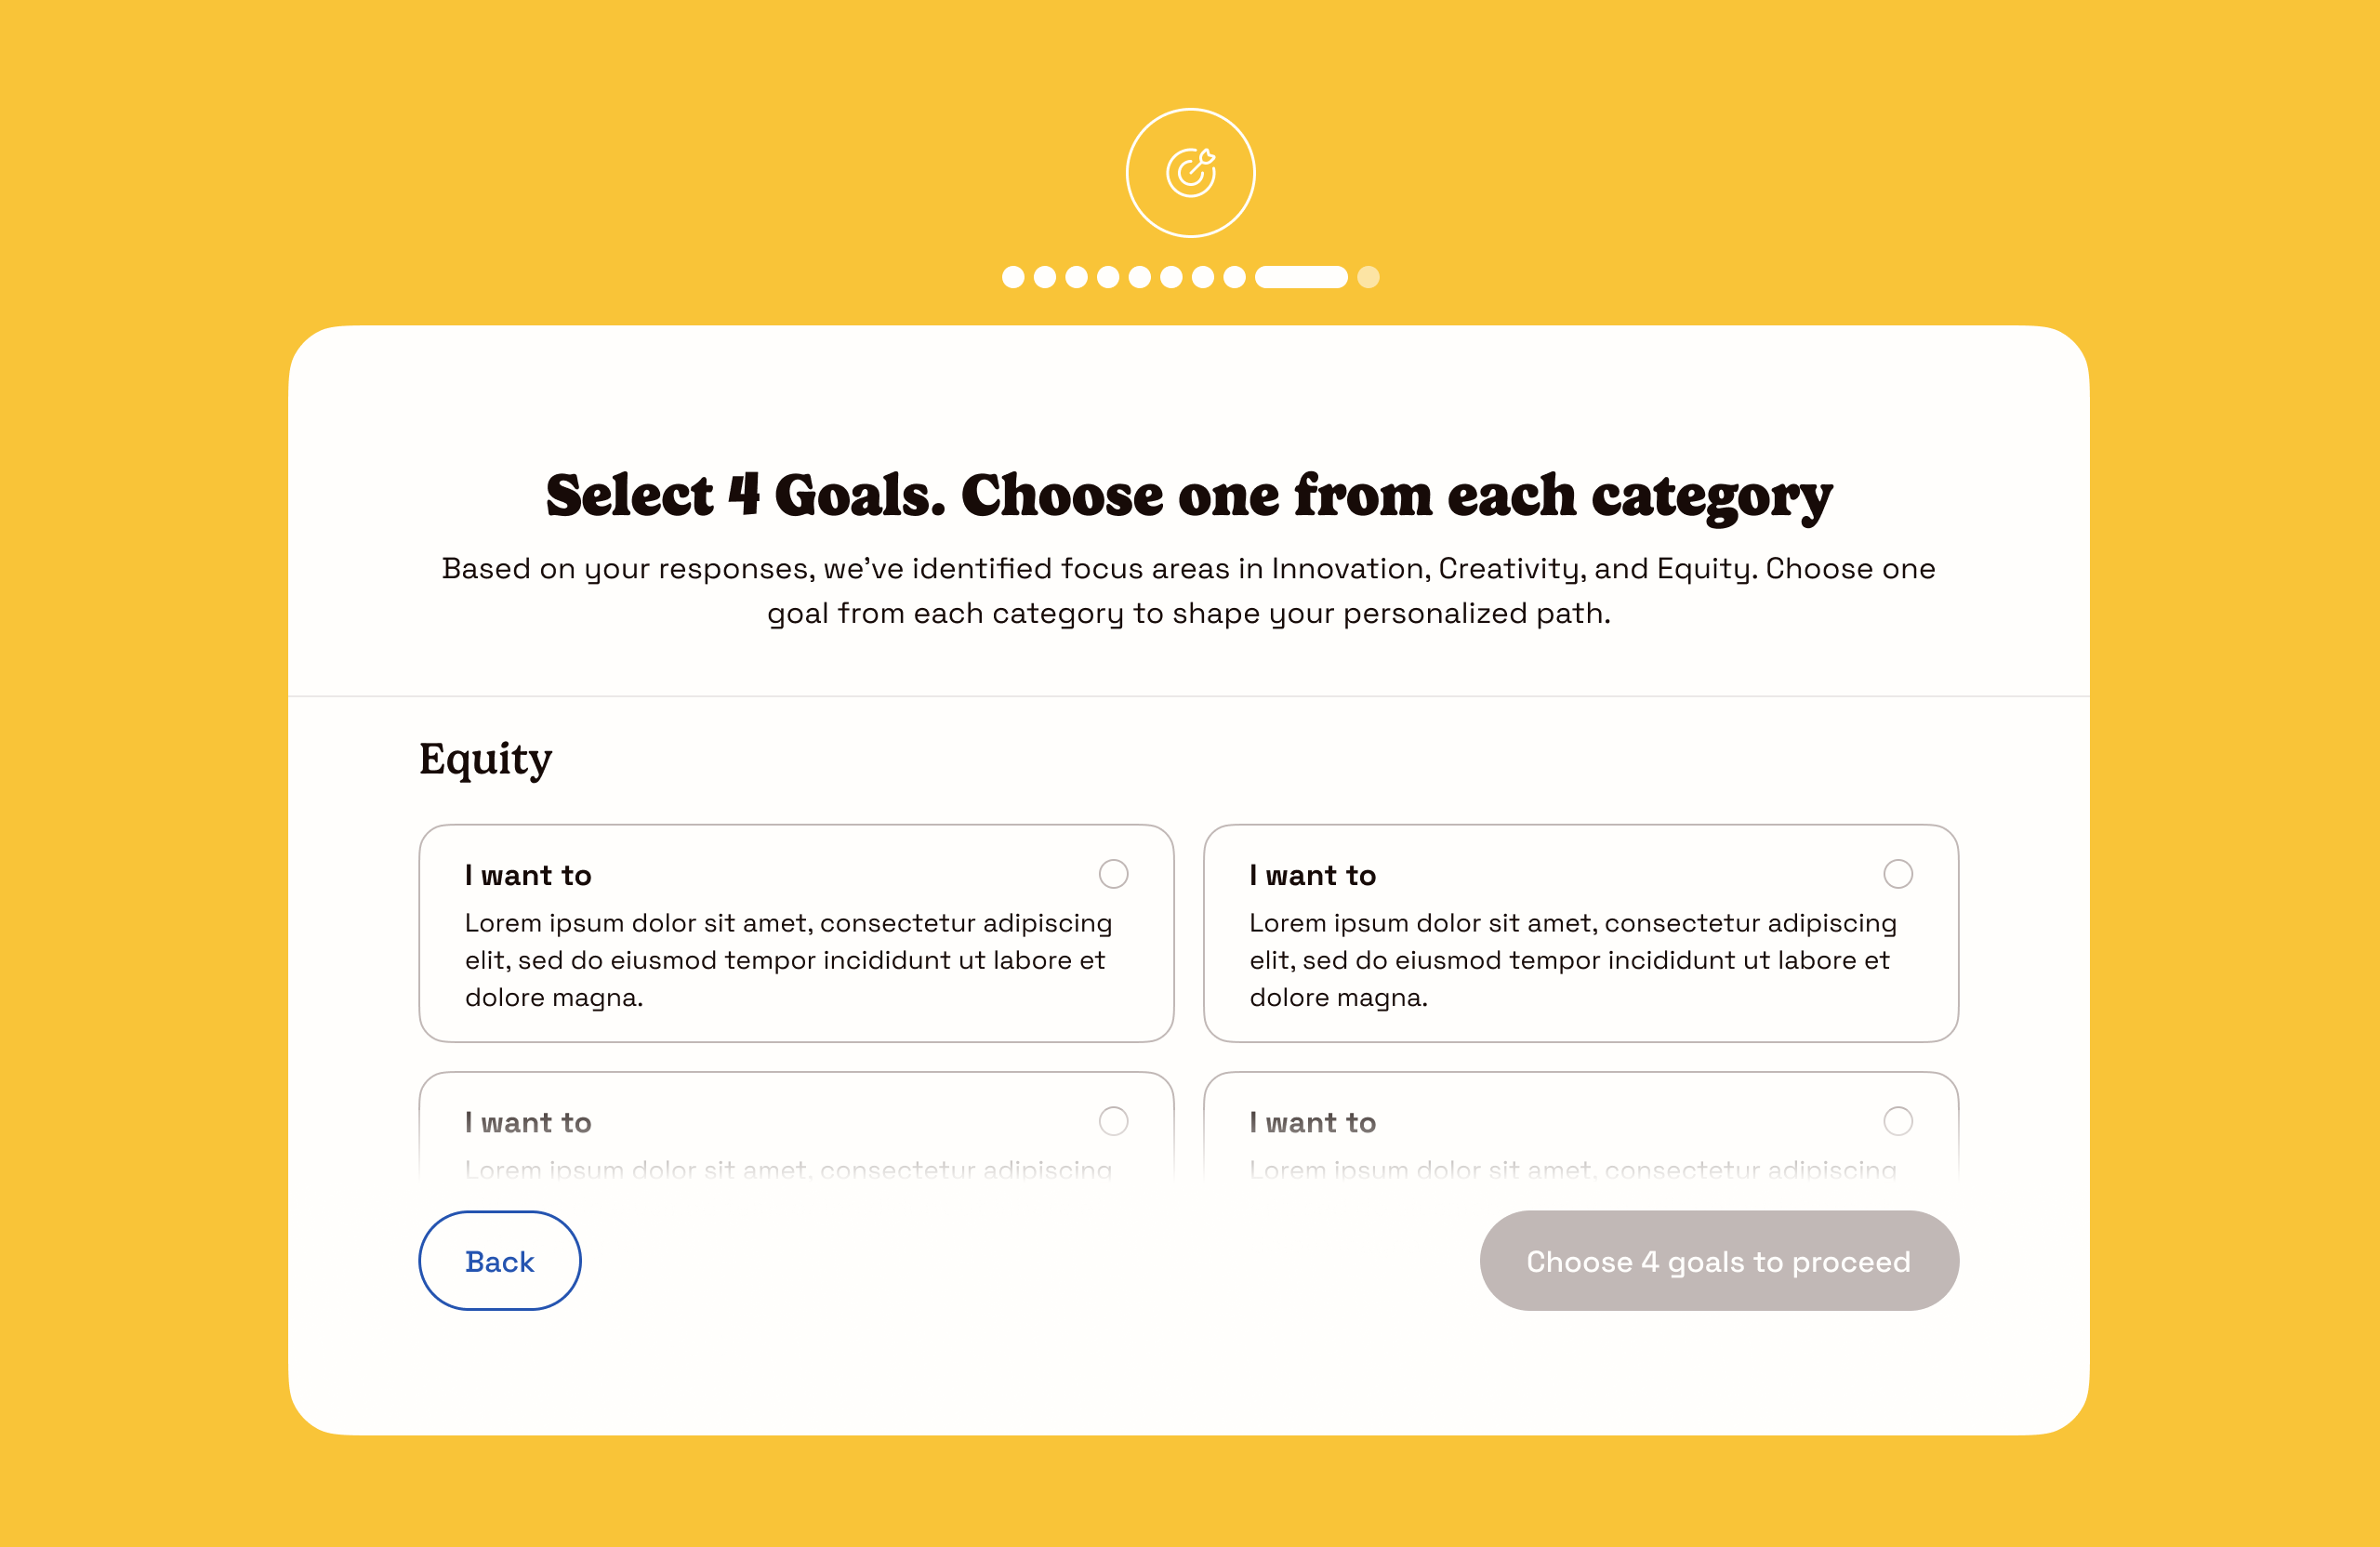 Select 4 Goals. Choose one from each category
Based on your responses, we've identified focus areas in Innovation, Creativity, and Equity. Choose one
goal from each category to shape your personalized path.
Equity
I want to
Lorem ipsum dolor sit amet, consectetur adipiscing
elit, sed do eiusmod tempor incididunt ut labore et
dolore magna.
I want to
Lorem ipsum dolor sit amet, consectetur adipiscing
elit, sed do eiusmod tempor incididunt ut labore et
dolore magna.
I want to
Lorem ipsum dolor sit amet, consectetur adipiscing
I want to
Lorem ipsum dolor sit amet, consectetur adipiscing
Back
Choose 4 goals to proceed